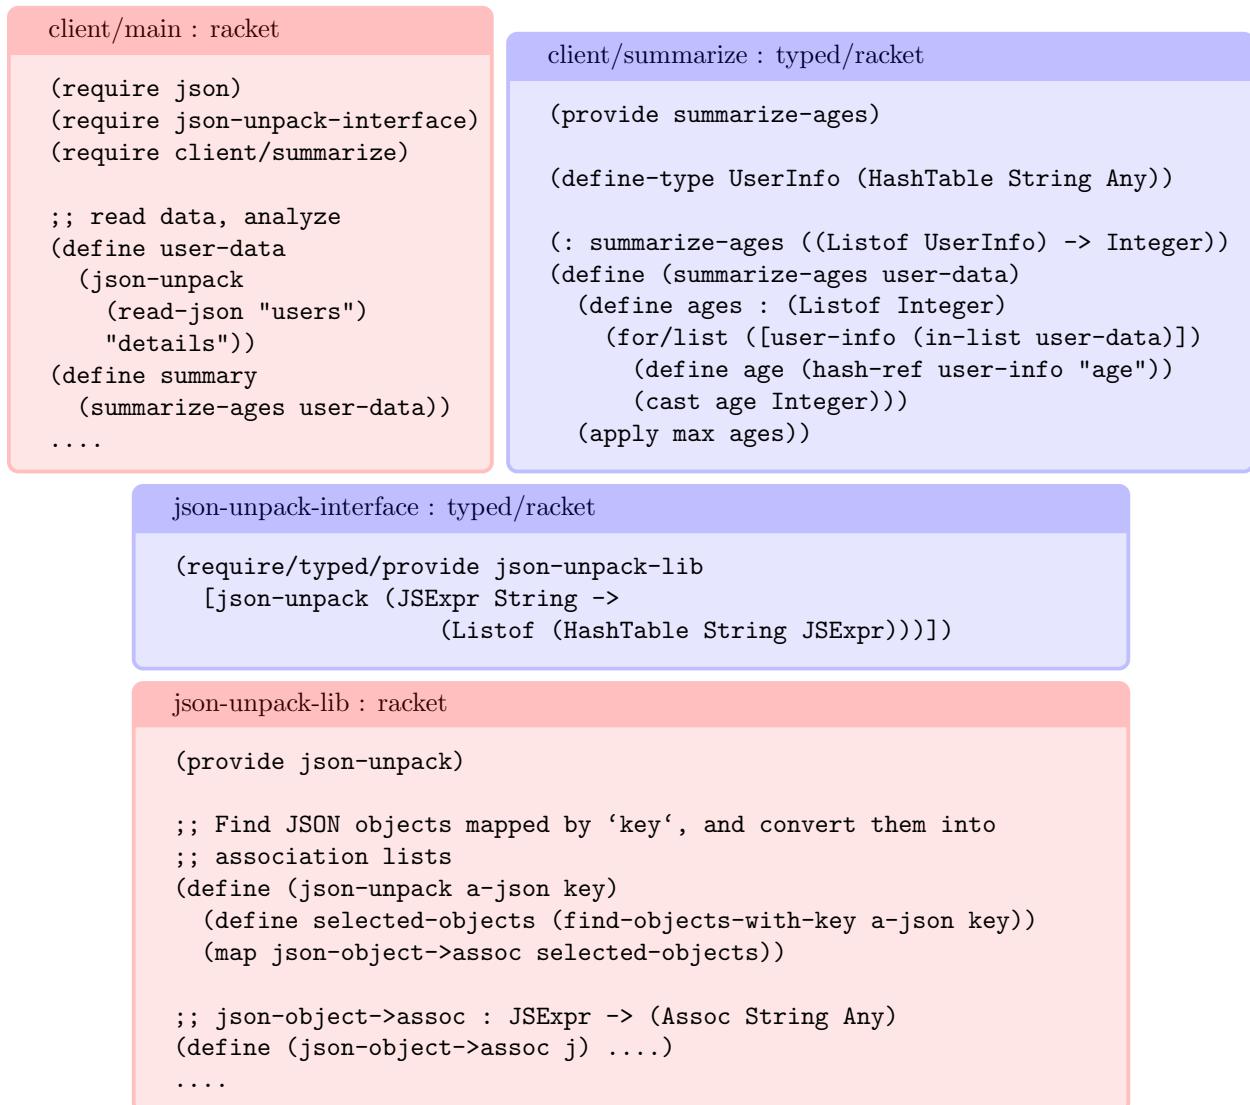 client/main : racket
(require json)
(require json-unpack-interface)
(require client/summarize)
;; read data, analyze
(define user-data
  (json-unpack
    (read-json "users")
    "details"))
(define summary
  (summarize-ages user-data))
....
client/summarize : typed/racket
(provide summarize-ages)
(define-type UserInfo (HashTable String Any))
(: summarize-ages ((Listof UserInfo) -> Integer))
(define (summarize-ages user-data)
  (define ages : (Listof Integer)
    (for/list ([user-info (in-list user-data)])
      (define age (hash-ref user-info "age"))
      (cast age Integer)))
  (apply max ages))
json-unpack-interface : typed/racket
(require/typed/provide json-unpack-lib
  [json-unpack (JSExpr String ->
                   (Listof (HashTable String JSExpr)))])
json-unpack-lib : racket
(provide json-unpack)
;; Find JSON objects mapped by ‘key‘, and convert them into
;; association lists
(define (json-unpack a-json key)
  (define selected-objects (find-objects-with-key a-json key))
  (map json-object->assoc selected-objects))
;; json-object->assoc : JSExpr -> (Assoc String Any)
(define (json-object->assoc j) ....)
....